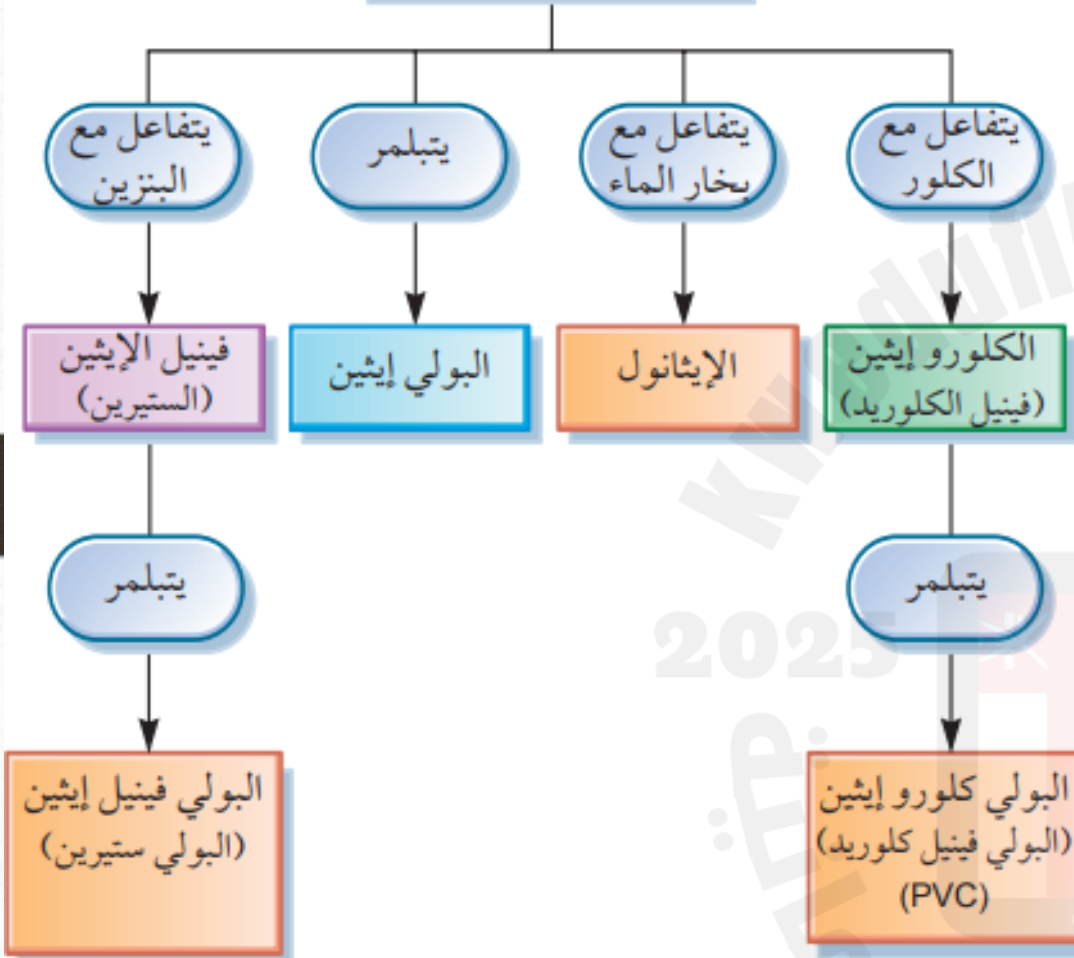 يتفاعل مع
الكلور
يتفاعل مع
بخار الماء
يتبلمر
يتفاعل مع
البنزين
الكلورو إيثين
(فينيل الكلوريد)
الإيثانول
البولي إيثين
فينيل الإيثين
(الستيرين)
يتبلمر
يتبلمر
2025
البولي كلورو إيثين
(البولي فينيل كلوريد)
(PVC)
البولي فينيل إيثين
(البولي ستيرين)